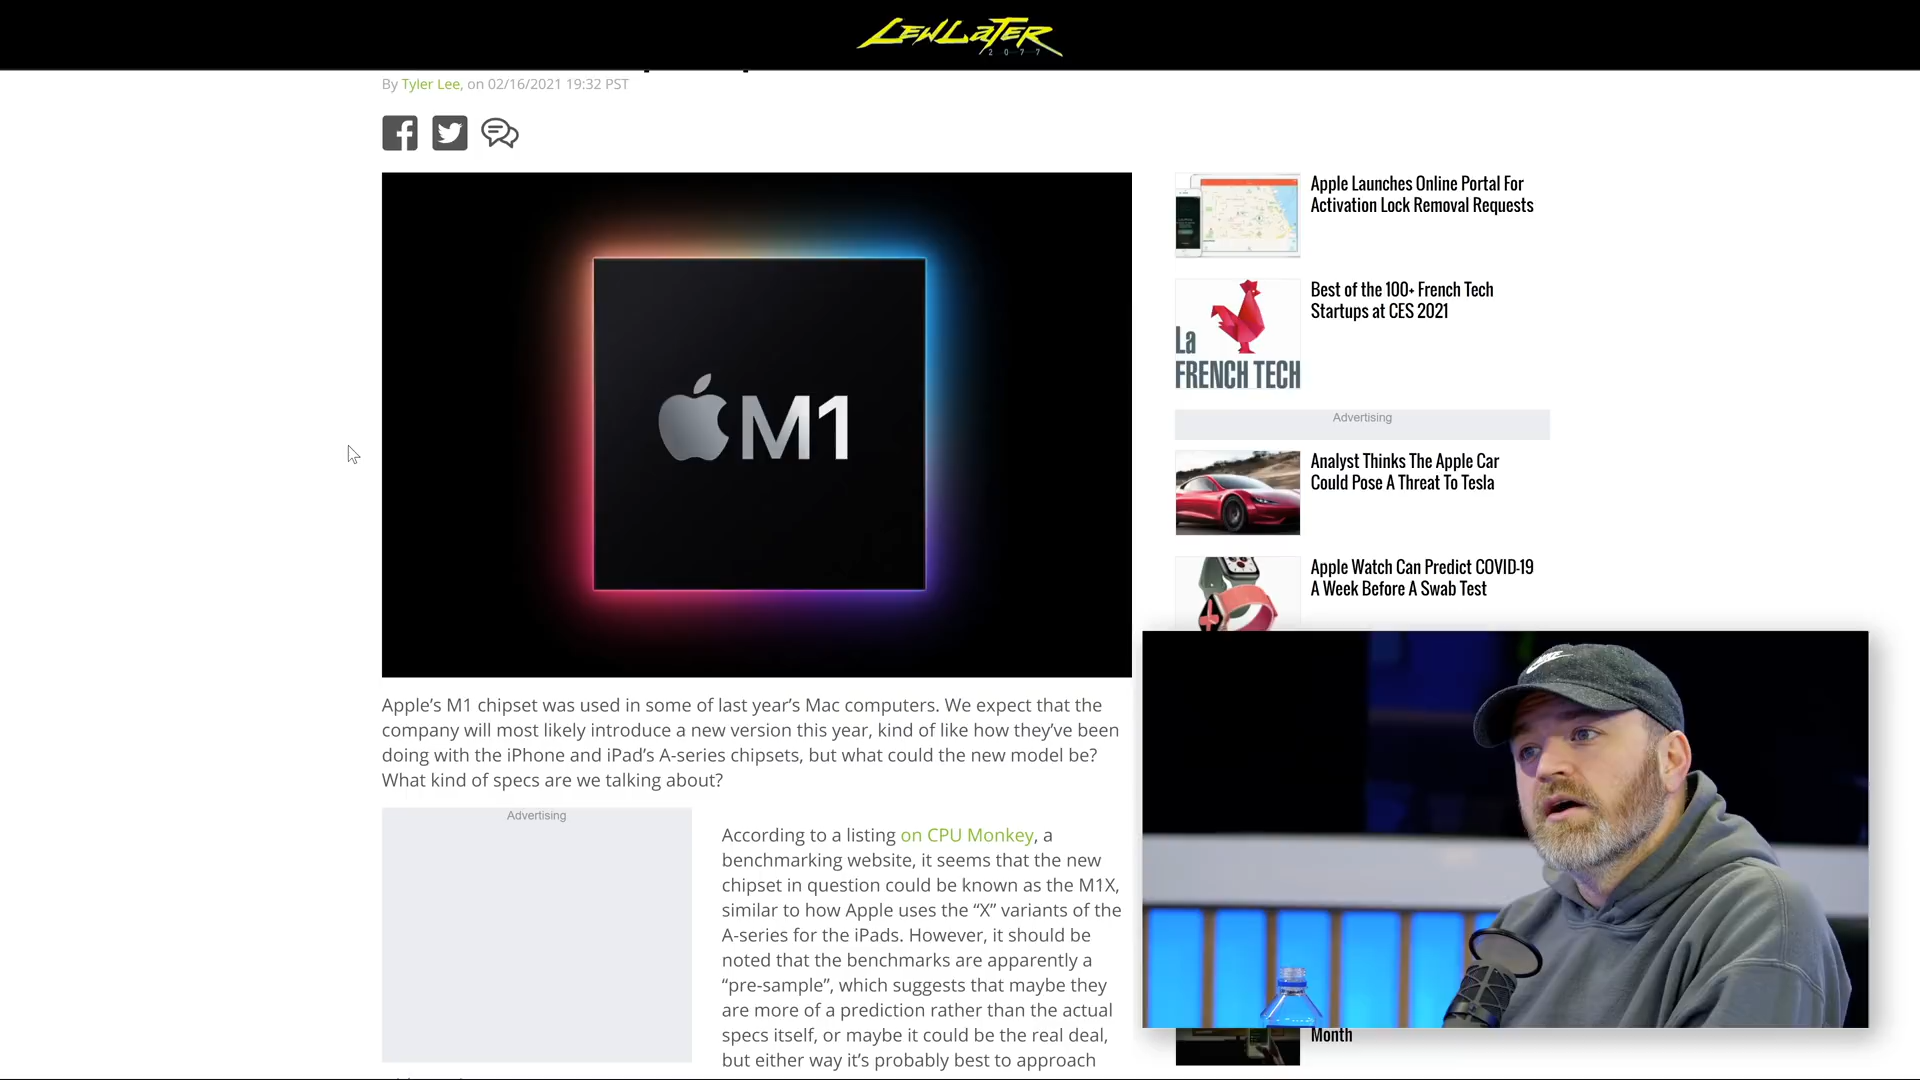 LEWLATER
2077
By Tyler Lee, on 02/16/2021 19:32 PST
M1
Apple's M1 chipset was used in some of last year's Mac computers. We expect that the
company will most likely introduce a new version this year, kind of like how they've been
doing with the iPhone and iPad's A-series chipsets, but what could the new model be?
What kind of specs are we talking about?
Advertising
According to a listing on CPU Monkey, a
benchmarking website, it seems that the new
chipset in question could be known as the M1X,
similar to how Apple uses the “X” variants of the
A-series for the iPads. However, it should be
noted that the benchmarks are apparently a
“pre-sample”, which suggests that maybe they
are more of a prediction rather than the actual
specs itself, or maybe it could be the real deal,
but either way it's probably best to approach
Apple Launches Online Portal For
Activation Lock Removal Requests
La
FRENCH TECH
Best of the 100+ French Tech
Startups at CES 2021
Advertising
Analyst Thinks The Apple Car
Could Pose A Threat To Tesla
Apple Watch Can Predict COVID-19
A Week Before A Swab Test
Month